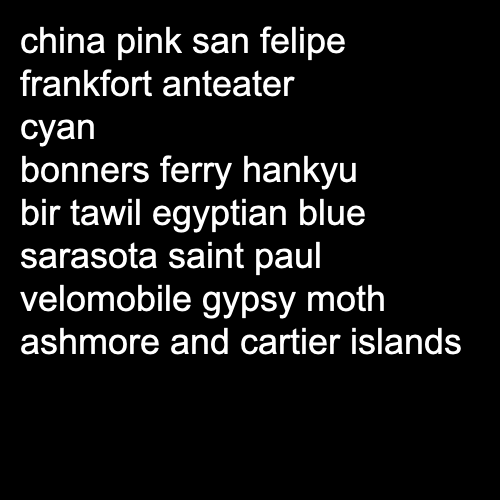 china pink san felipe
frankfort anteater
cyan
bonners ferry hankyu
bir tawil egyptian blue
sarasota saint paul
velomobile gypsy moth
ashmore and cartier islands